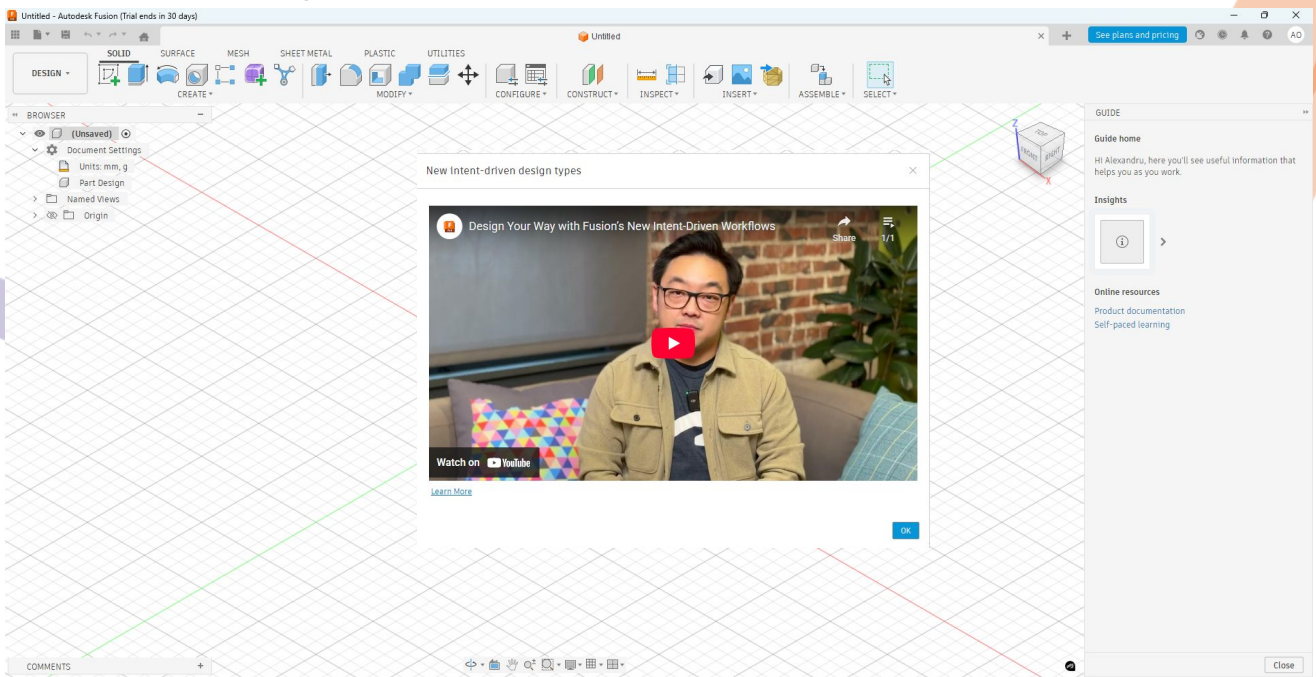 Untitled - Autodesk Fusion (Trial ends in 30 days)
Untitled
See plans and pricing
AO
SOLID SURFACE MESH SHEET METAL PLASTIC UTILITIES
DESIGN
CREATE MODIFY CONFIGURE CONSTRUCT INSPECT INSERT ASSEMBLE SELECT
BROWSER
(Unsaved)
Document Settings
Units: mm, g
Part Design
Named Views
Origin
New intent-driven design types
Design Your Way with Fusion's New Intent-Driven Workflows
Share
1/1
Watch on YouTube
Learn More
OK
Z
TOP
FRONT
RIGHT
X
GUIDE
Guide home
Hi Alexandru, here you'll see useful information that
helps you as you work.
Insights
Online resources
Product documentation
Self-paced learning
COMMENTS
Close